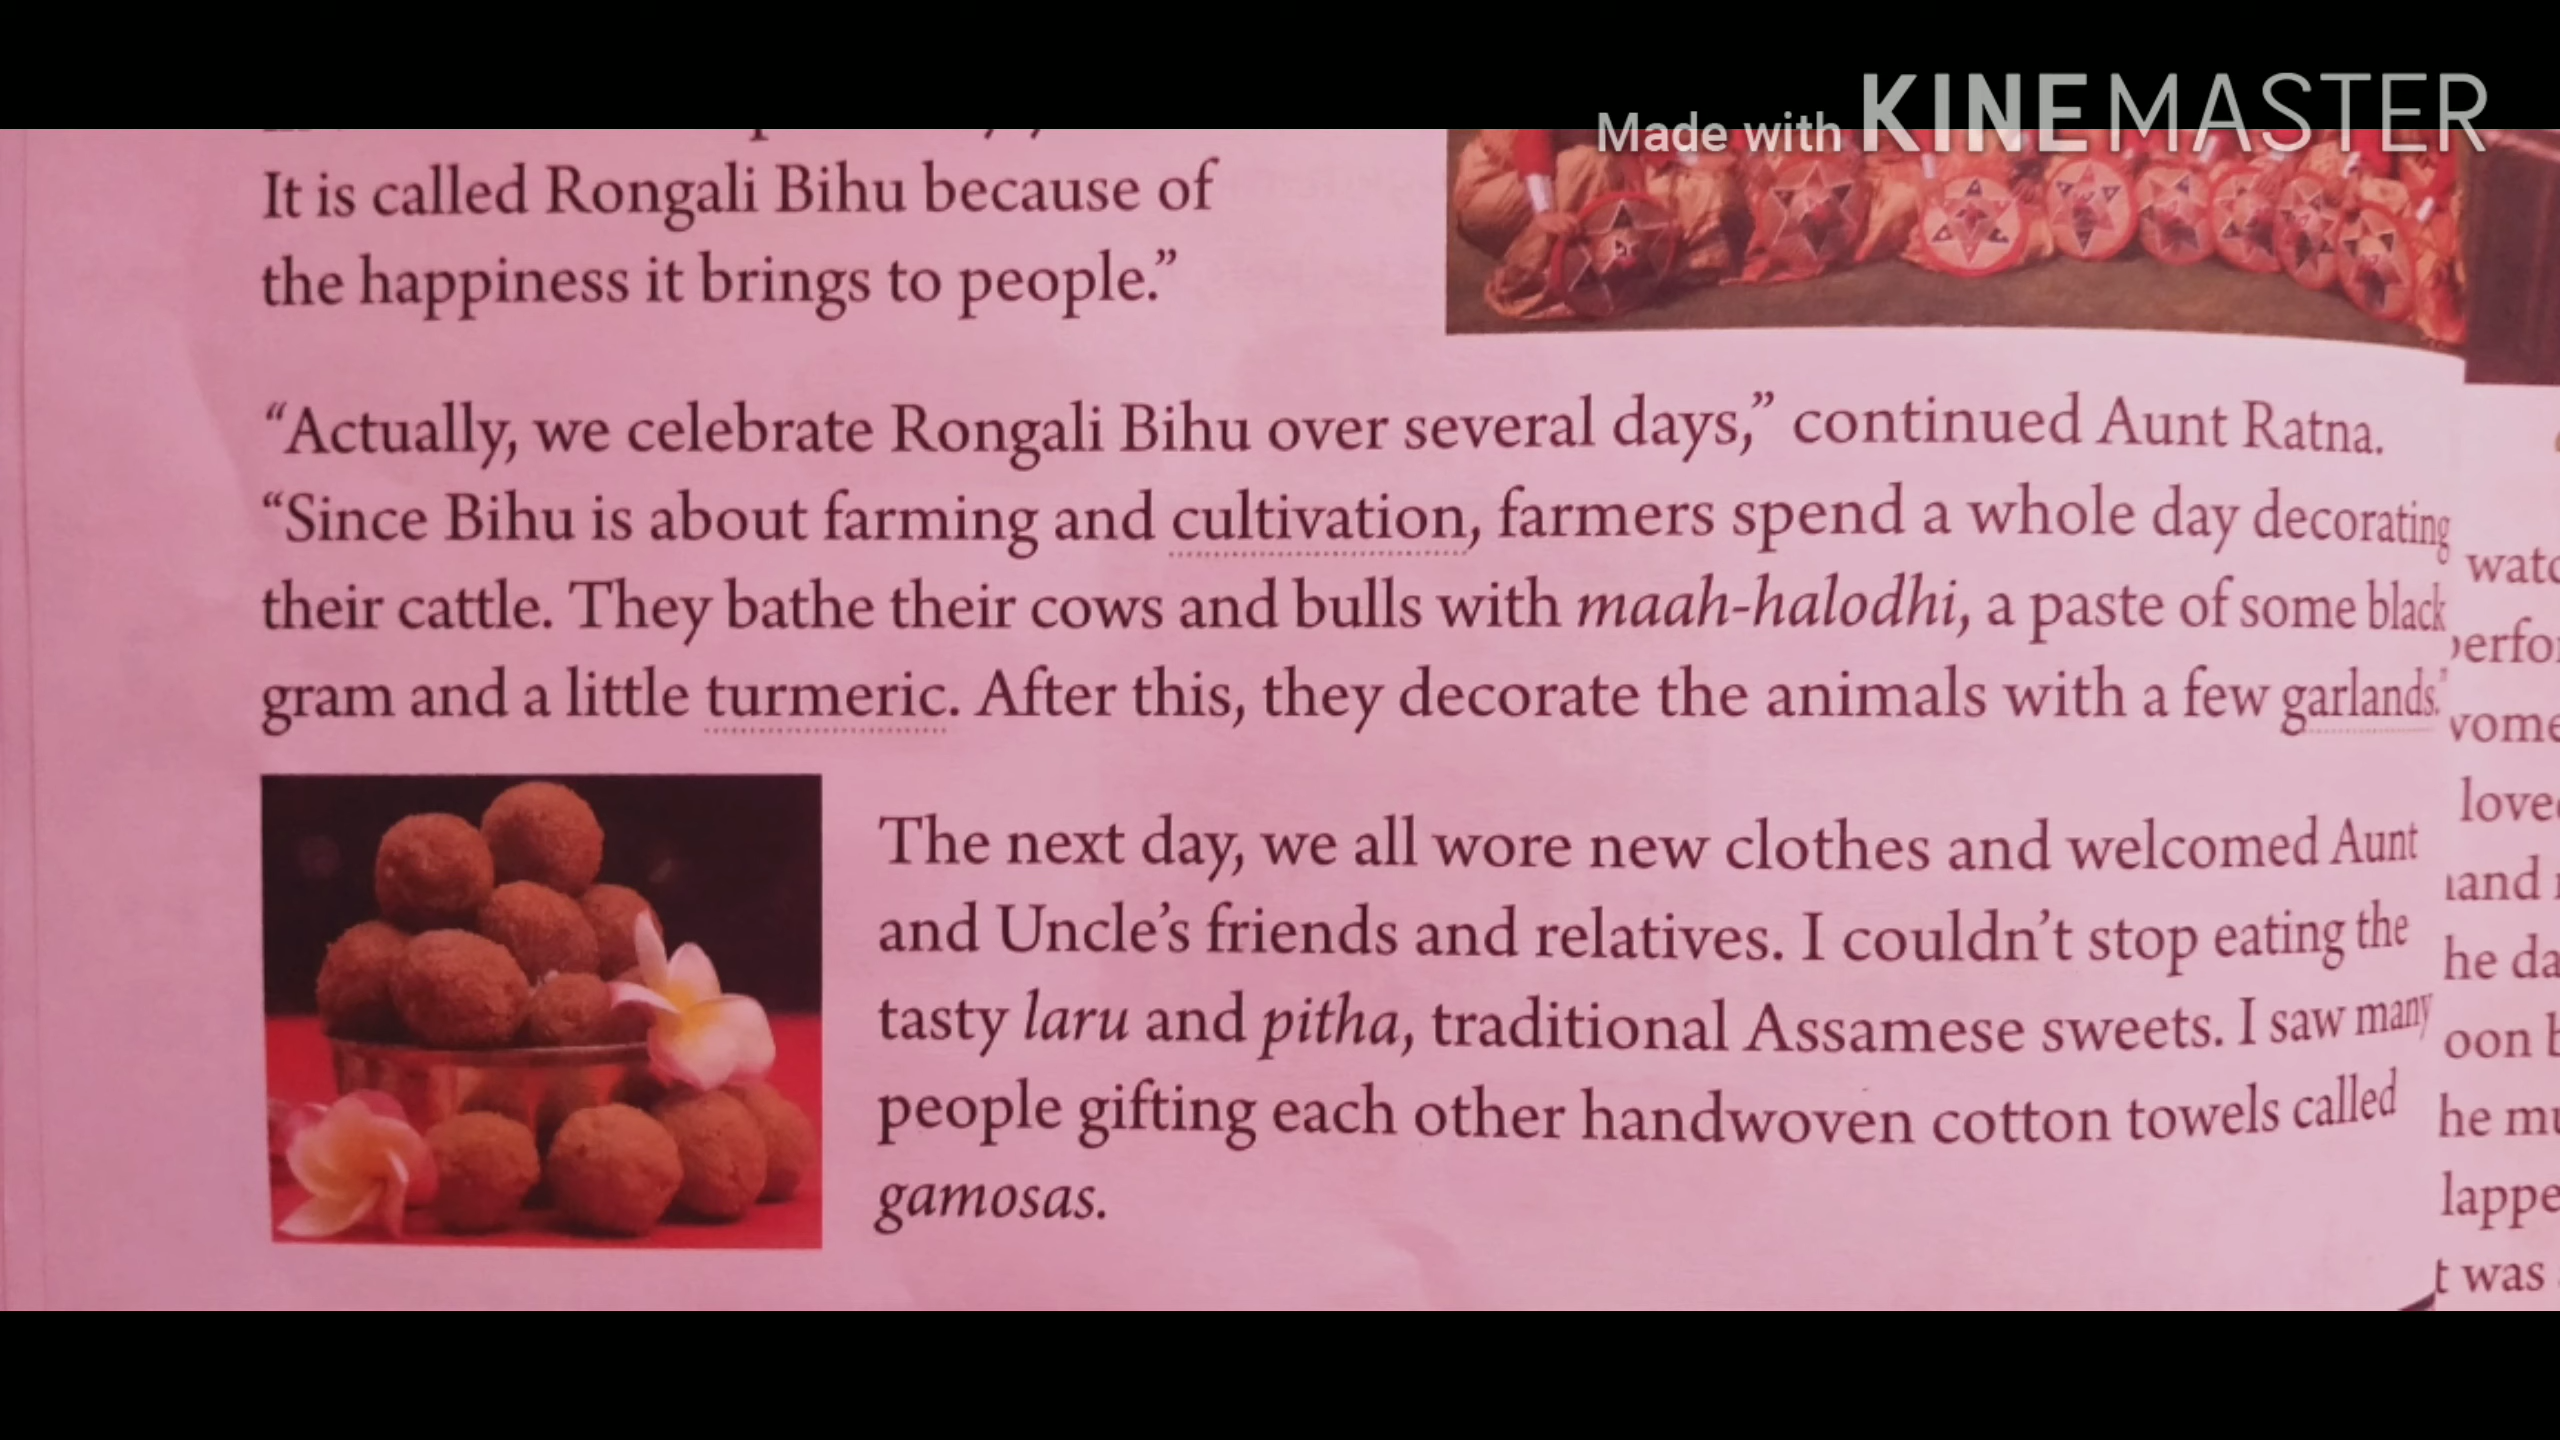 Made with KINEMASTER
It is called Rongali Bihu because of
the happiness it brings to people.”
“Actually, we celebrate Rongali Bihu over several days,” continued Aunt Ratna.
“Since Bihu is about farming and cultivation, farmers spend a whole day decorating
their cattle. They bathe their cows and bulls with maah-halodhi, a paste of some black
gram and a little turmeric. After this, they decorate the animals with a few garlands.”
The next day, we all wore new clothes and welcomed Aunt
and Uncle’s friends and relatives. I couldn’t stop eating the
tasty laru and pitha, traditional Assamese sweets. I saw many
people gifting each other handwoven cotton towels called
gamosas.
he
oon
he
was